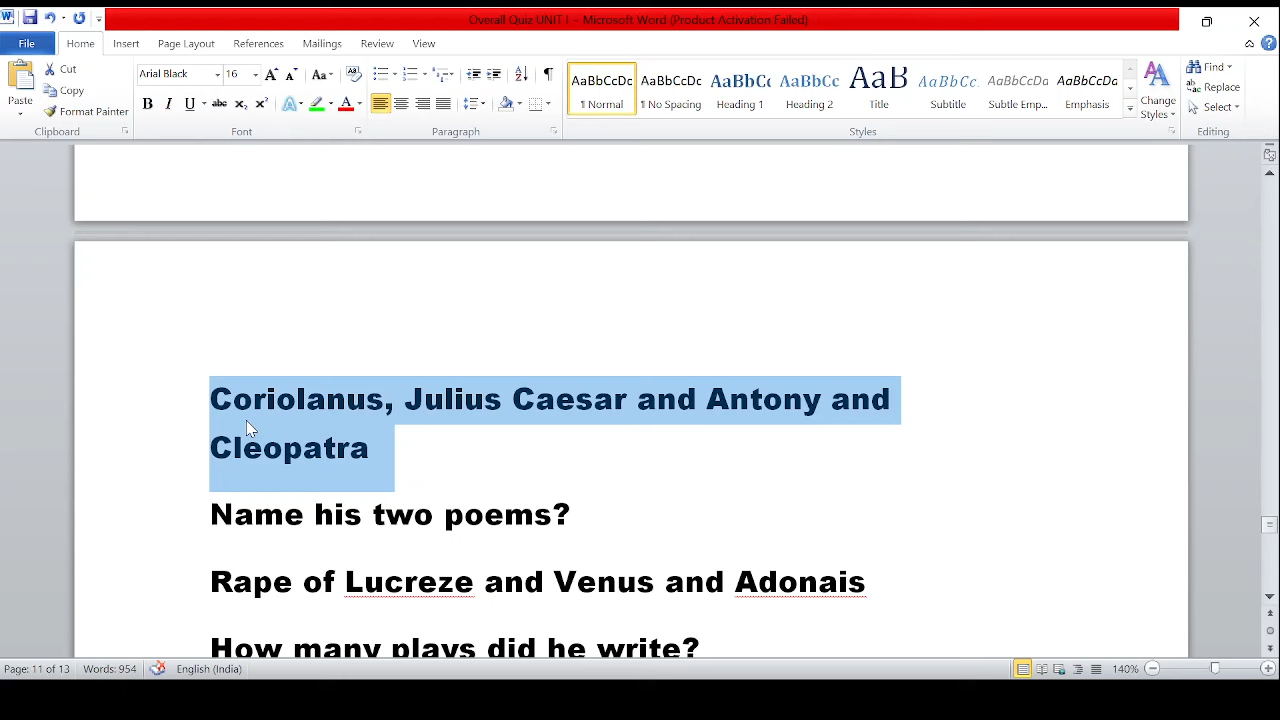 Overall Quiz UNIT I - Microsoft Word (Product Activation Failed)
File Home Insert Page Layout References Mailings Review View
Paste
Cut
Copy
Format Painter
Clipboard
Arial Black 16
Font
Paragraph
AaBbCcDc AaBbCcDc AaBbCc AaBbCc AaB AaBbCc. AaBbCcDc AaBbCcDc
¶ Normal ¶ No Spacing Heading 1 Heading 2 Title Subtitle Subtle Em... Emphasis
Change
Styles
Styles
Find
Replace
Select
Editing
Coriolanus, Julius Caesar and Antony and
Cleopatra
Name his two poems?
Rape of Lucreze and Venus and Adonais
How many plays did he write?
Page: 11 of 13 Words: 954 English (India) 140%